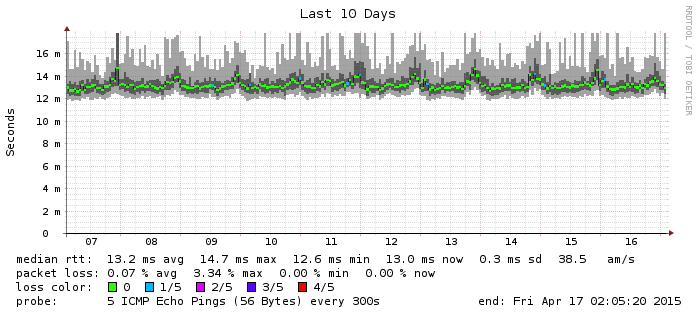 Last 10 Days
RRDTOOL / TOBI OETIKER
Seconds
16 m
14 m
12 m
10 m
8 m
6 m
4 m
2 m
0
07 08 09 10 11 12 13 14 15 16
median rtt: 13.2 ms avg 14.7 ms max 12.6 ms min 13.0 ms now 0.3 ms sd 38.5 am/s
packet loss: 0.07 % avg 3.34 % max 0.00 % min 0.00 % now
loss color: 0 1/5 2/5 3/5 4/5
probe: 5 ICMP Echo Pings (56 Bytes) every 300s end: Fri Apr 17 02:05:20 2015